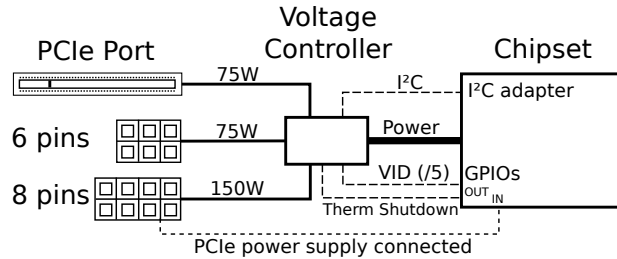 Voltage
Controller
PCIe Port
Chipset
75W
I²C
I²C adapter
6 pins
75W
Power
8 pins
150W
VID (/5)
GPIOs
OUT
IN
Therm Shutdown
PCIe power supply connected